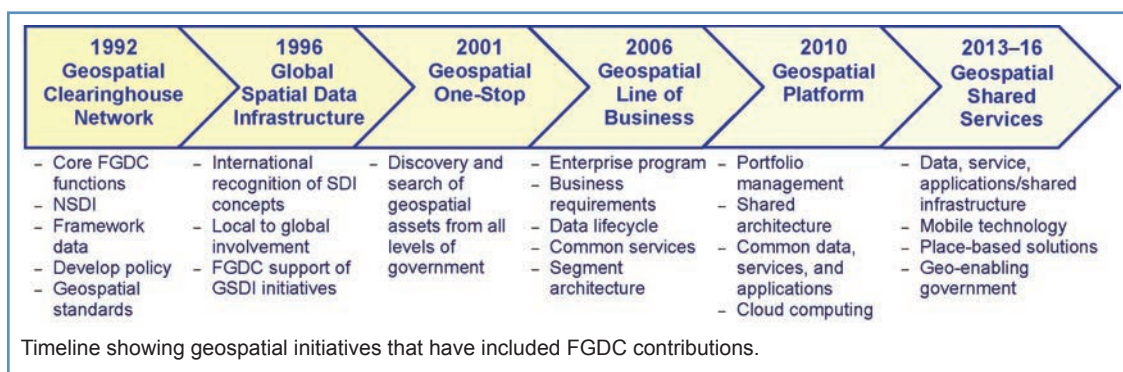 1992
Geospatial
Clearinghouse
Network
– Core FGDC
functions
– NSDI
– Framework
data
– Develop policy
– Geospatial
standards
1996
Global
Spatial Data
Infrastructure
– International
recognition of SDI
concepts
– Local to global
involvement
– FGDC support of
GSDI initiatives
2001
Geospatial
One-Stop
– Discovery and
search of
geospatial
assets from all
levels of
government
2006
Geospatial
Line of
Business
– Enterprise program
– Business
requirements
– Data lifecycle
– Common services
– Segment
architecture
2010
Geospatial
Platform
– Portfolio
management
– Shared
architecture
– Common data,
services, and
applications
– Cloud computing
2013–16
Geospatial
Shared
Services
– Data, service,
applications/shared
infrastructure
– Mobile technology
– Place-based solutions
– Geo-enabling
government
Timeline showing geospatial initiatives that have included FGDC contributions.